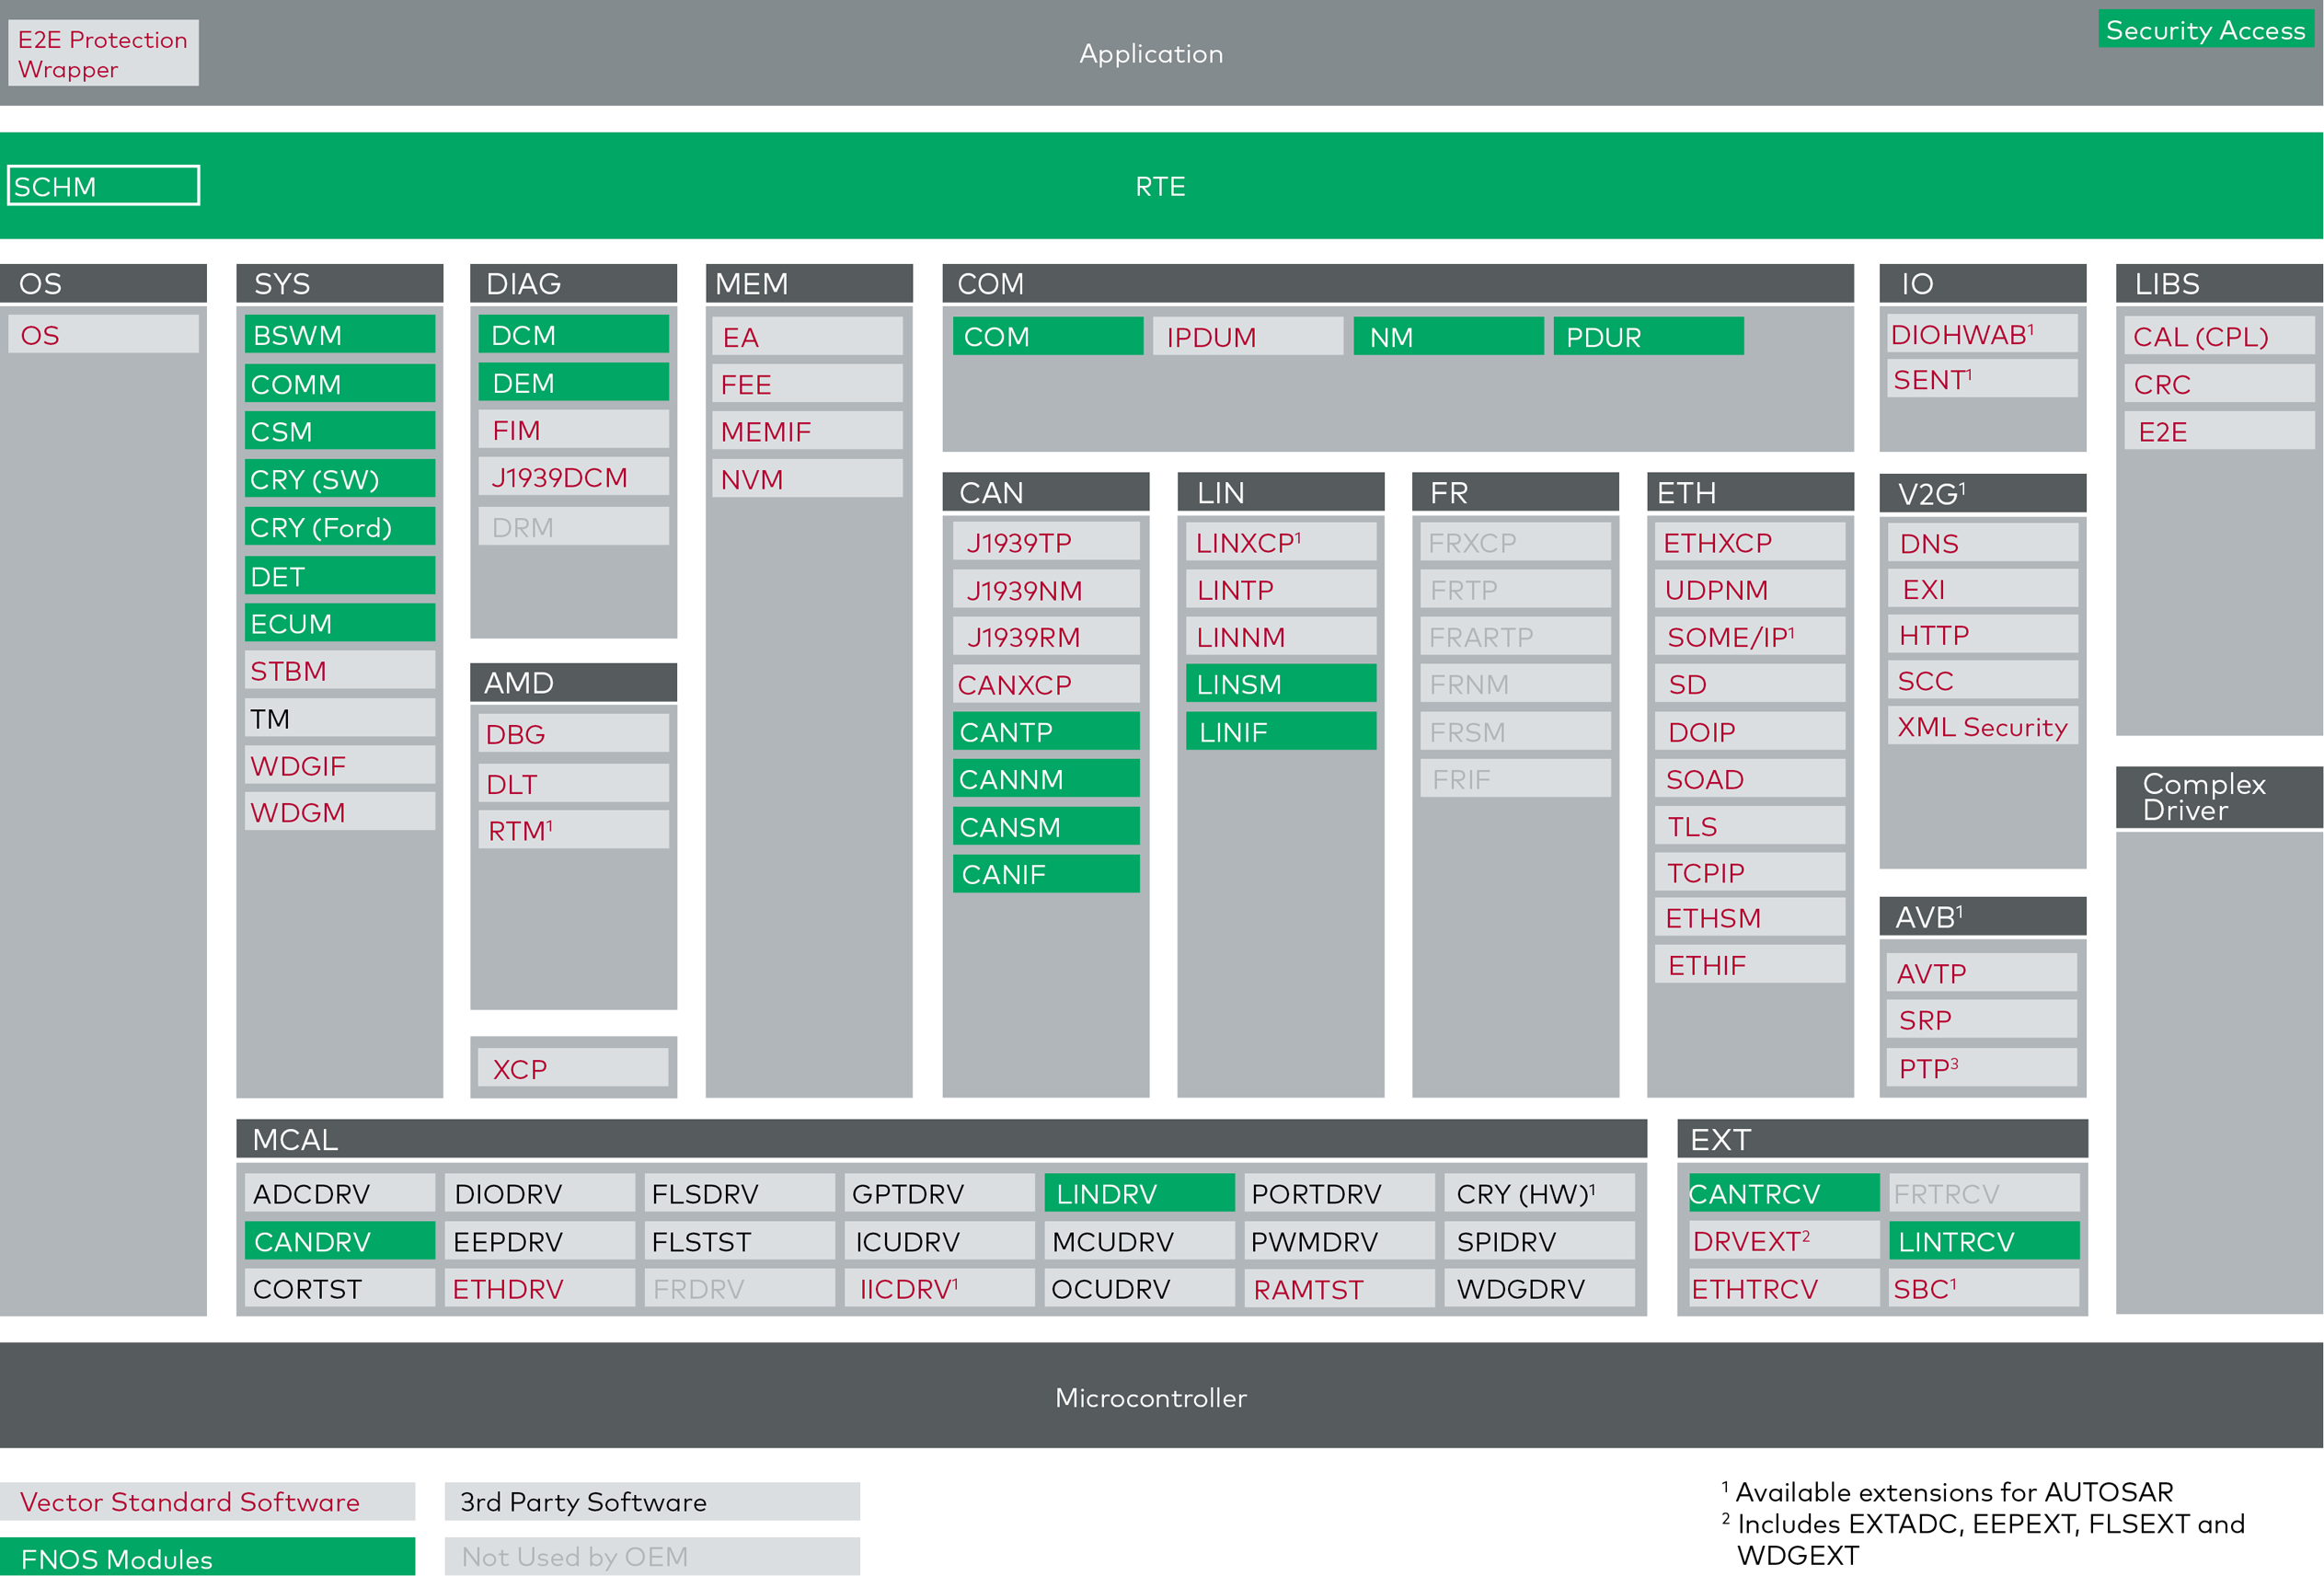 E2E Protection
Wrapper
Application
Security Access
SCHM
RTE
OS
OS
SYS
BSWM
COMM
CSM
CRY (SW)
CRY (Ford)
DET
ECUM
STBM
TM
WDGIF
WDGM
DIAG
DCM
DEM
FIM
J1939DCM
DRM
AMD
DBG
DLT
RTM¹
XCP
MEM
EA
FEE
MEMIF
NVM
COM
COM
IPDUM
NM
PDUR
CAN
J1939TP
J1939NM
J1939RM
CANXCP
CANTP
CANNM
CANSM
CANIF
LIN
LINXCP¹
LINTP
LINNM
LINSM
LINIF
FR
FRXCP
FRTP
FRARTP
FRNM
FRSM
FRIF
ETH
ETHXCP
UDPNM
SOME/IP¹
SD
DOIP
SOAD
TLS
TCPIP
ETHSM
ETHIF
IO
DIOHWAB¹
SENT¹
V2G¹
DNS
EXI
HTTP
SCC
XML Security
AVB¹
AVTP
SRP
PTP³
LIBS
CAL (CPL)
CRC
E2E
Complex
Driver
MCAL
ADCDRV
DIODRV
FLSDRV
GPTDRV
LINDRV
PORTDRV
CRY (HW)¹
CANDRV
EEPDRV
FLSTST
ICUDRV
MCUDRV
PWMDRV
SPIDRV
CORTST
ETHDRV
FRDRV
IICDRV¹
OCUDRV
RAMTST
WDGDRV
EXT
CANTRCV
FRTRCV
DRVEXT²
LINTRCV
ETHTRCV
SBC¹
Microcontroller
Vector Standard Software
3rd Party Software
FNOS Modules
Not Used by OEM
¹ Available extensions for AUTOSAR
² Includes EXTADC, EEPEXT, FLSEXT and
WDGEXT